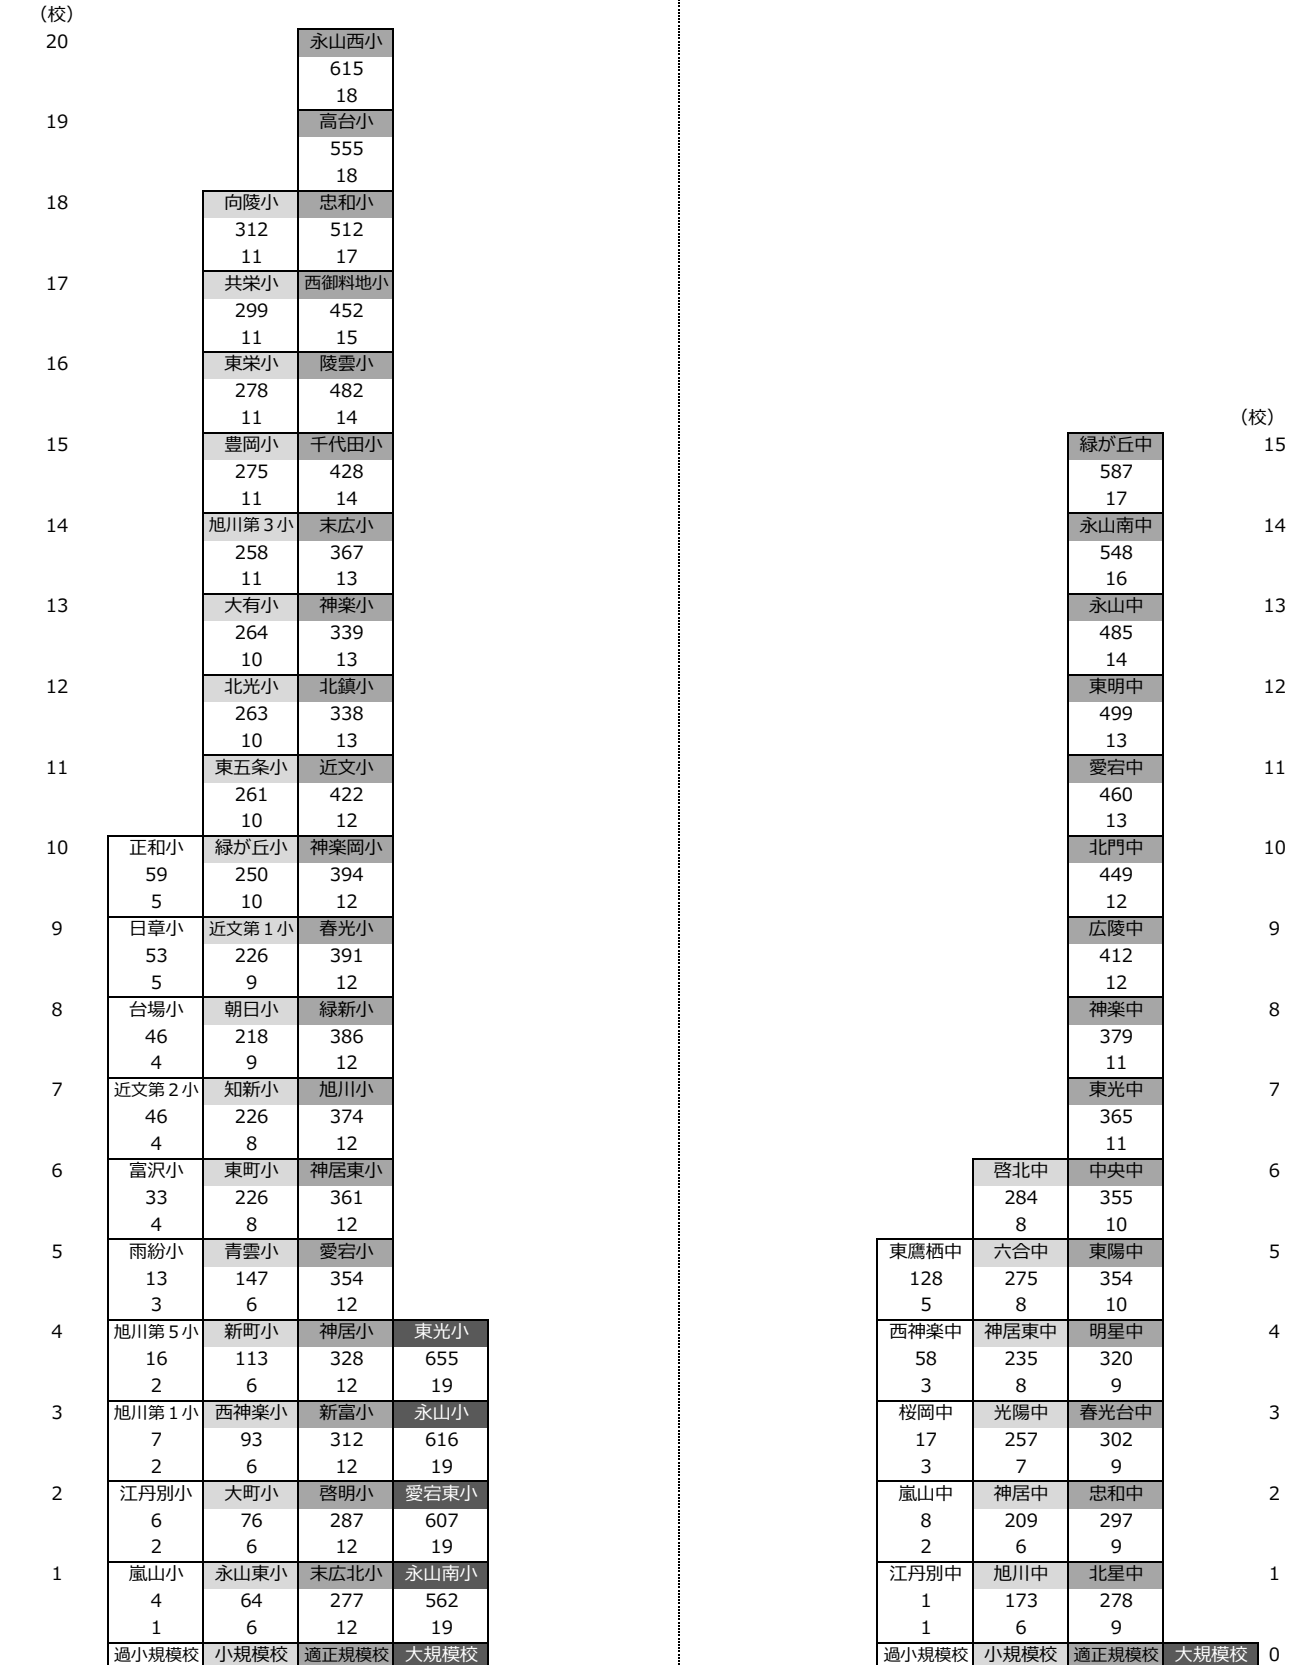 （校）
20 永山西小
615
18
19 高台小
555
18
18 向陵小 忠和小
312 512
11 17
17 共栄小 西御料地小
299 452
11 15
16 東栄小 陵雲小
278 482
11 14 （校）
15 豊岡小 千代田小 緑が丘中 15
275 428 587
11 14 17
14 旭川第３小 末広小 永山南中 14
258 367 548
11 13 16
13 大有小 神楽小 永山中 13
264 339 485
10 13 14
12 北光小 北鎮小 東明中 12
263 338 499
10 13 13
11 東五条小 近文小 愛宕中 11
261 422 460
10 12 13
10 正和小 緑が丘小 神楽岡小 北門中 10
59 250 394 449
5 10 12 12
9 日章小 近文第１小 春光小 広陵中 9
53 226 391 412
5 9 12 12
8 台場小 朝日小 緑新小 神楽中 8
46 218 386 379
4 9 12 11
7 近文第２小 知新小 旭川小 東光中 7
46 226 374 365
4 8 12 11
6 富沢小 東町小 神居東小 啓北中 中央中 6
33 226 361 284 355
4 8 12 8 10
5 雨紛小 青雲小 愛宕小 東鷹栖中 六合中 東陽中 5
13 147 354 128 275 354
3 6 12 5 8 10
4 旭川第５小 新町小 神居小 東光小 西神楽中 神居東中 明星中 4
16 113 328 655 58 235 320
2 6 12 19 3 8 9
3 旭川第１小 西神楽小 新富小 永山小 桜岡中 光陽中 春光台中 3
7 93 312 616 17 257 302
2 6 12 19 3 7 9
2 江丹別小 大町小 啓明小 愛宕東小 嵐山中 神居中 忠和中 2
6 76 287 607 8 209 297
2 6 12 19 2 6 9
1 嵐山小 永山東小 末広北小 永山南小 江丹別中 旭川中 北星中 1
4 64 277 562 1 173 278
1 6 12 19 1 6 9
過小規模校 小規模校 適正規模校 大規模校 過小規模校 小規模校 適正規模校 大規模校 0